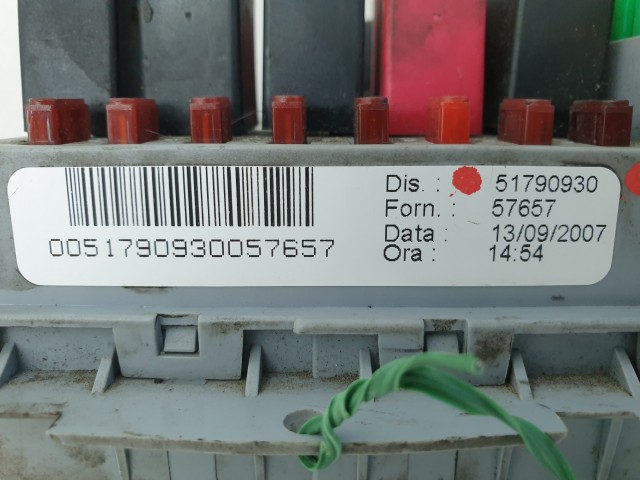 Dis. : 51790930
Forn. : 57657
Data : 13/09/2007
Ora : 14:54
0051790930057657